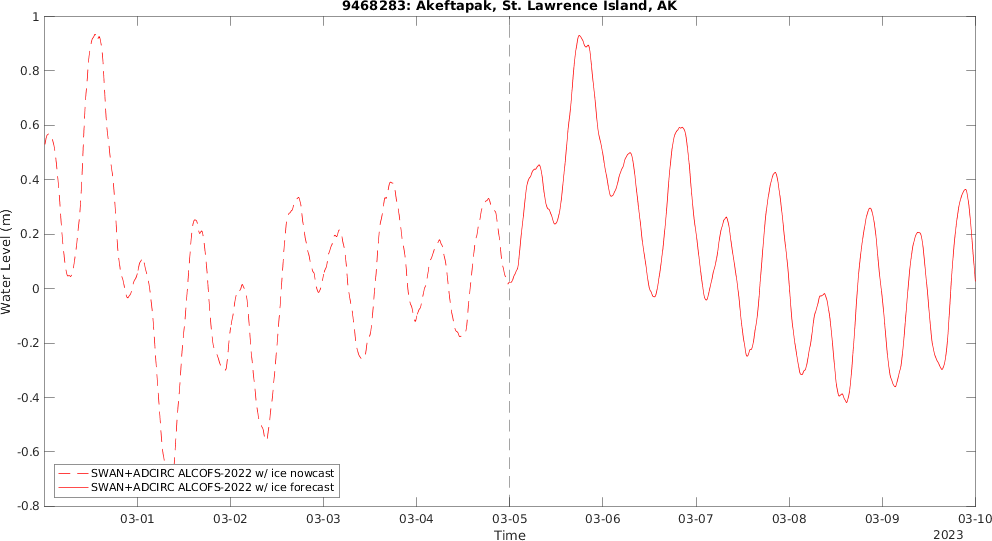 9468283: Akeftapak, St. Lawrence Island, AK
1
0.8
0.6
0.4
0.2
0
-0.2
-0.4
-0.6
-0.8
Water Level (m)
SWAN+ADCIRC ALCOFS-2022 w/ ice nowcast
SWAN+ADCIRC ALCOFS-2022 w/ ice forecast
03-01 03-02 03-03 03-04 03-05 03-06 03-07 03-08 03-09 03-10
Time
2023